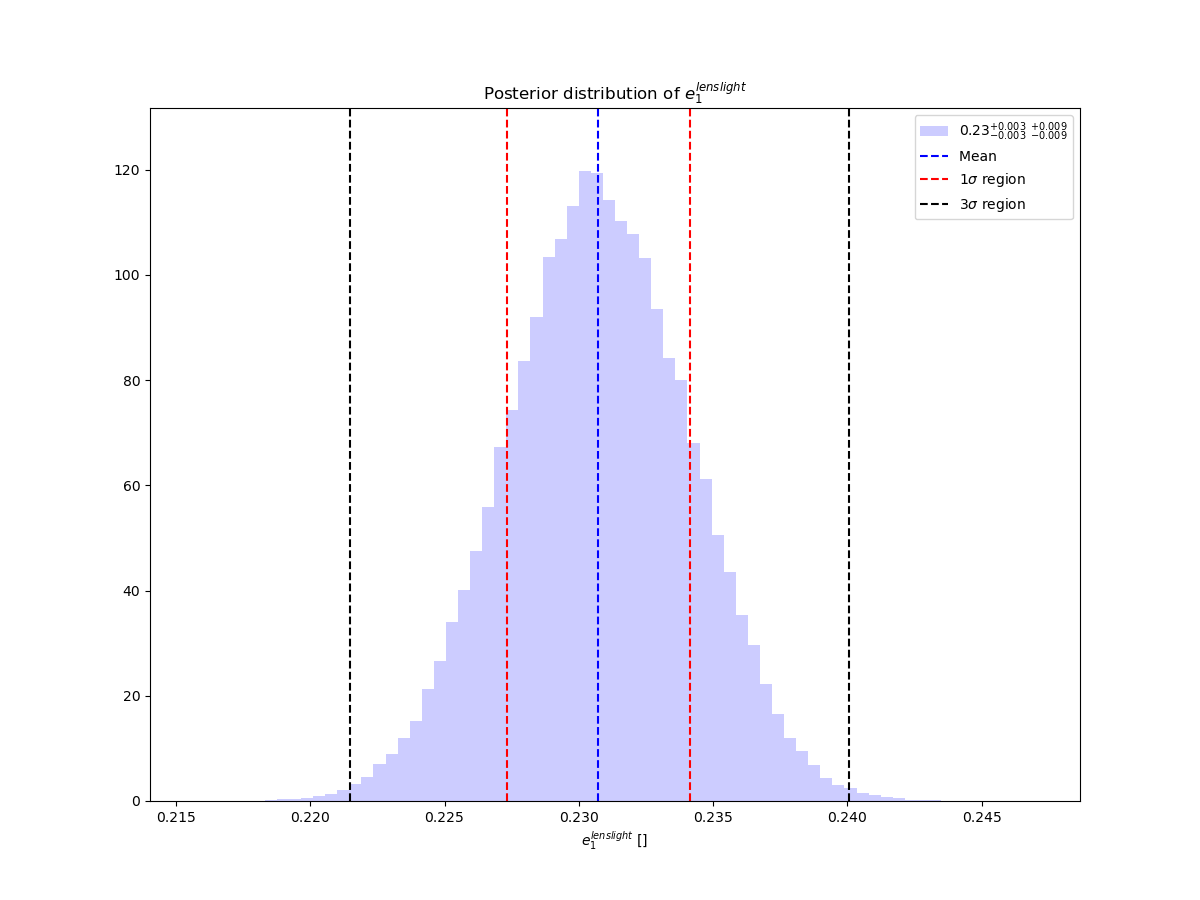 Posterior distribution of $e_1^{lenslight}$
$0.23^{+0.003}_{-0.003}{}^{+0.009}_{-0.009}$
Mean
1σ region
3σ region
120
100
80
60
40
20
0
0.215 0.220 0.225 0.230 0.235 0.240 0.245
$e_1^{lenslight}$ []